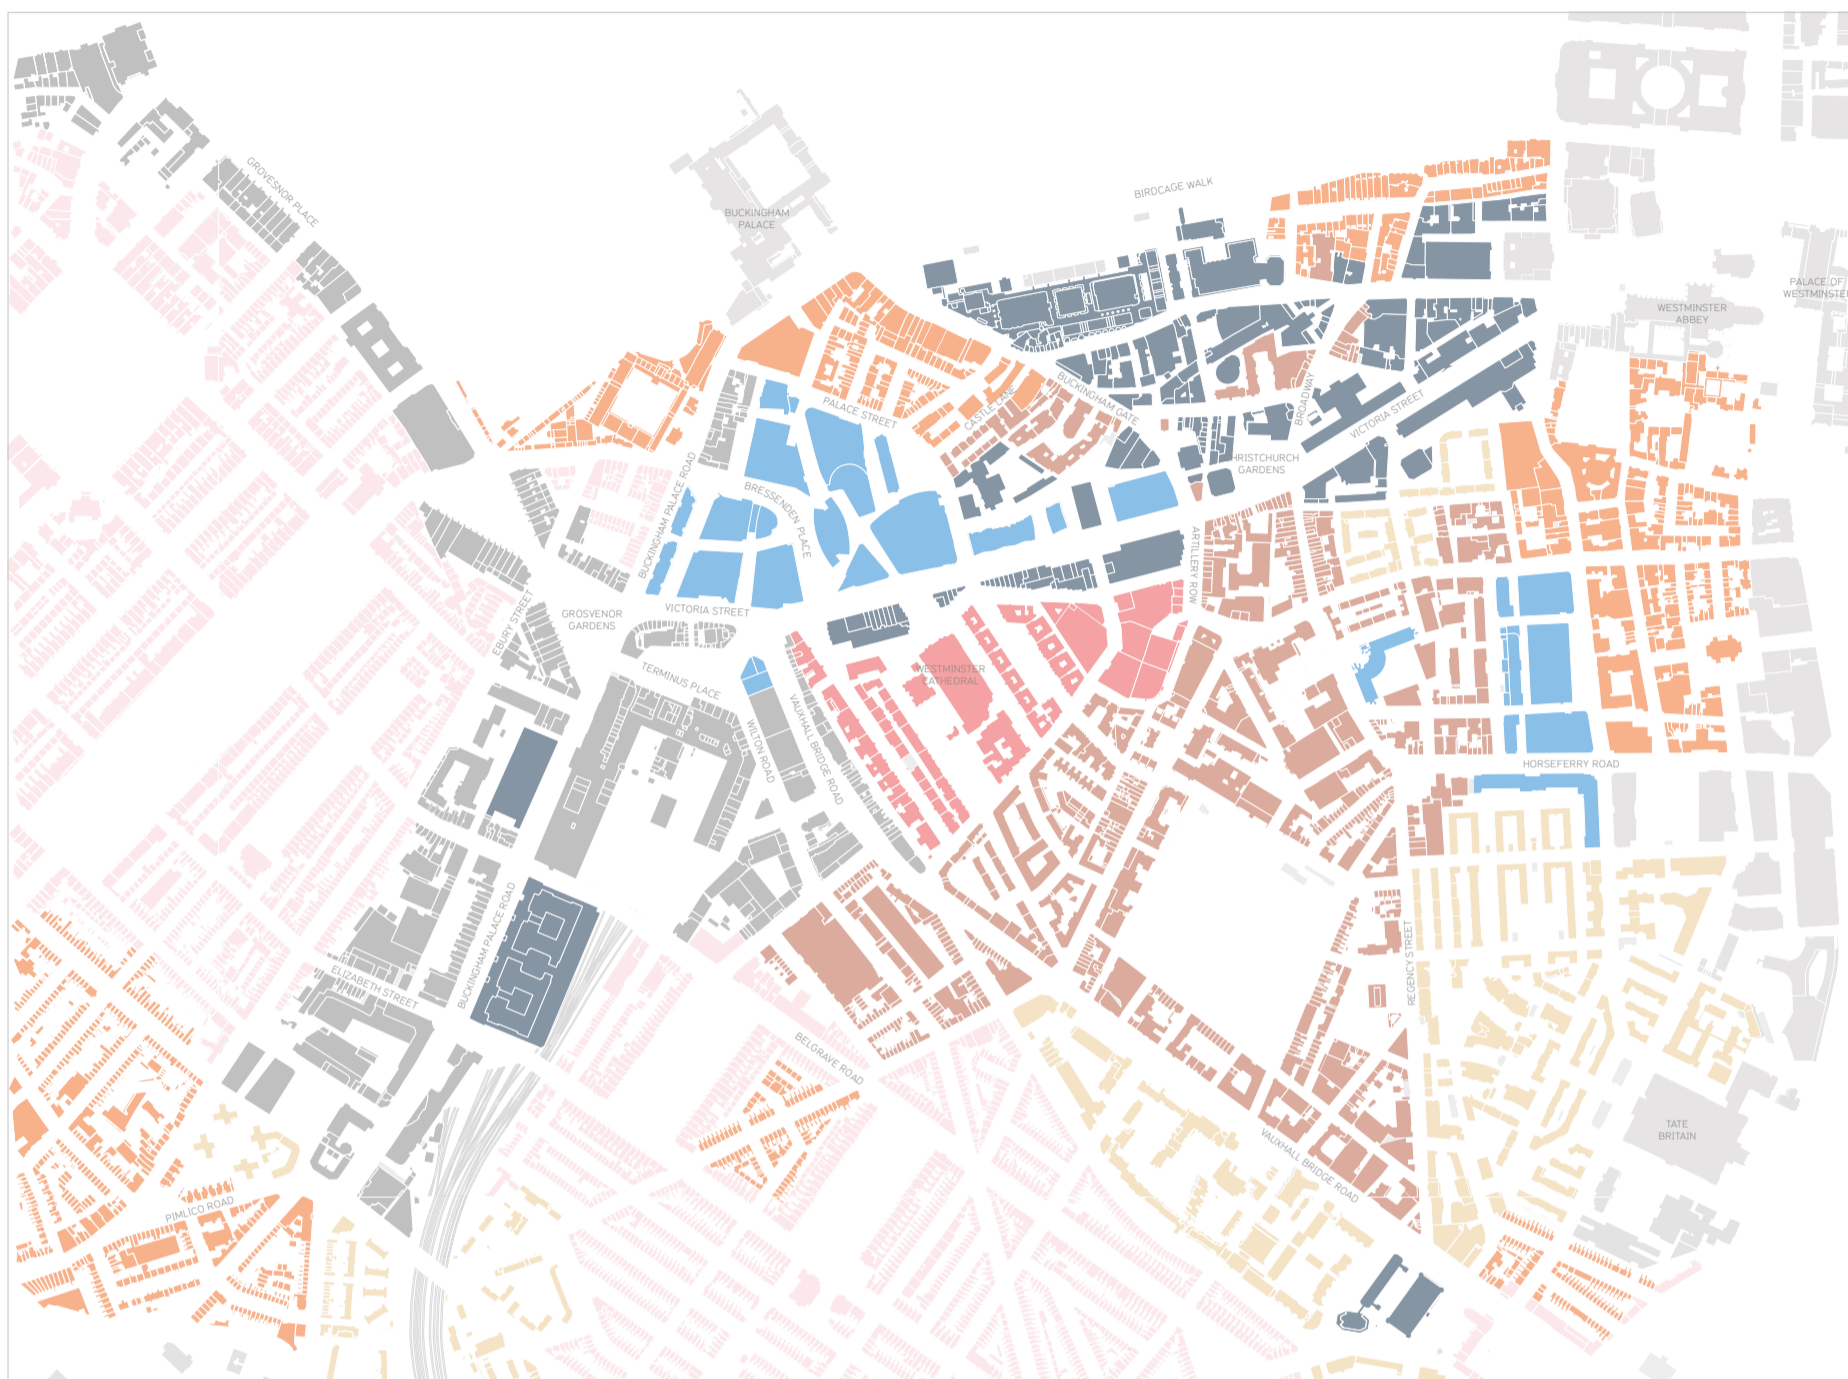 GROVESNOR PLACE
BUCKINGHAM
PALACE
BIRDCAGE WALK
PALACE OF
WESTMINSTER
WESTMINSTER
ABBEY
PALACE STREET
CASTLE LANE
BUCKINGHAM GATE
BROADWAY
VICTORIA STREET
HRISTCHURCH
GARDENS
BUCKINGHAM PALACE ROAD
BRESSENDEN PLACE
ARTILLERY ROW
EBURY STREET
GROSVENOR
GARDENS
VICTORIA STREET
TERMINUS PLACE
WESTMINSTER
CATHEDRAL
WILTON ROAD
VAUXHALL BRIDGE ROAD
HORSEFERRY ROAD
BUCKINGHAM PALACE ROAD
ELIZABETH STREET
REGENCY STREET
BELGRAVE ROAD
TATE
BRITAIN
VAUXHALL BRIDGE ROAD
PIMLICO ROAD